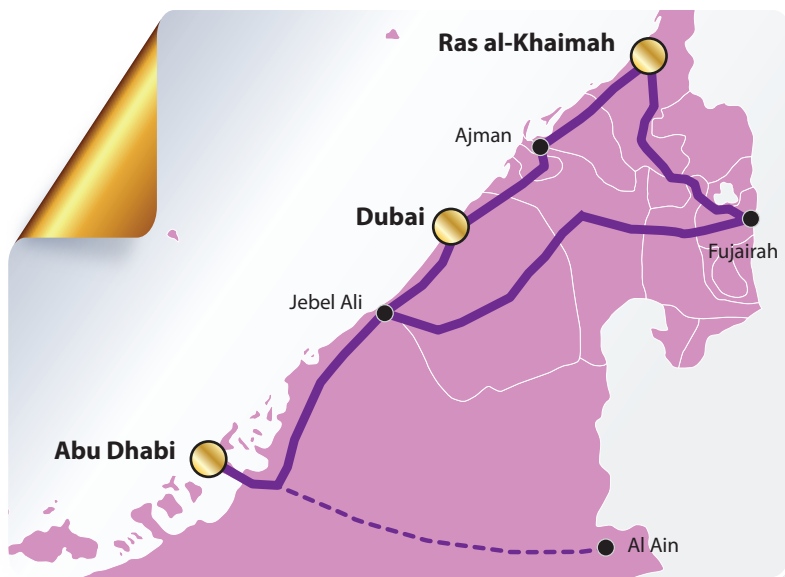 Ras al-Khaimah
Ajman
Dubai
Fujairah
Jebel Ali
Abu Dhabi
Al Ain